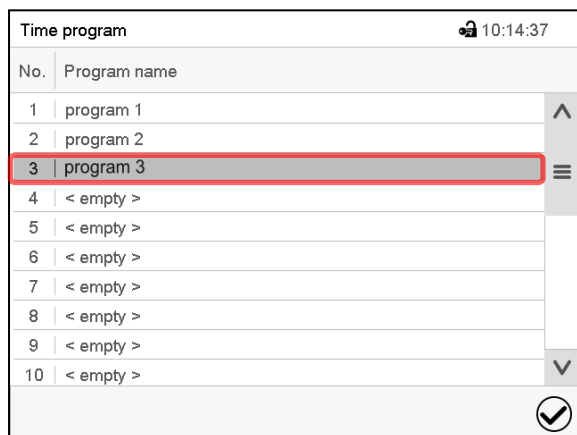 Time program 10:14:37
No. Program name
1 program 1
2 program 2
3 program 3
4 < empty >
5 < empty >
6 < empty >
7 < empty >
8 < empty >
9 < empty >
10 < empty >